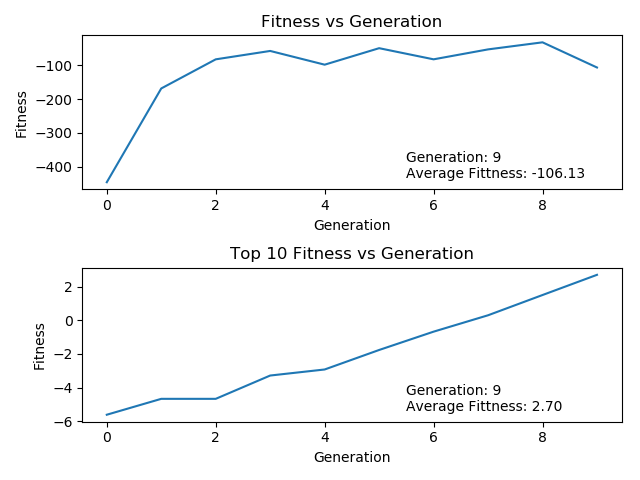 Fitness vs Generation
−100
−200
−300
−400
Fitness
Generation: 9
Average Fittness: -106.13
0 2 4 6 8
Generation
Top 10 Fitness vs Generation
2
0
−2
−4
−6
Fitness
Generation: 9
Average Fittness: 2.70
0 2 4 6 8
Generation